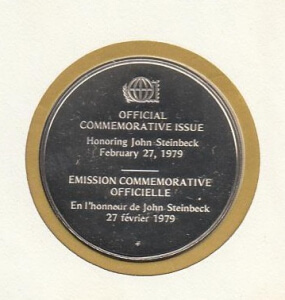 OFFICIAL
COMMEMORATIVE ISSUE
Honoring John Steinbeck
February 27, 1979
EMISSION COMMEMORATIVE
OFFICIELLE
En l'honneur de John Steinbeck
27 février 1979